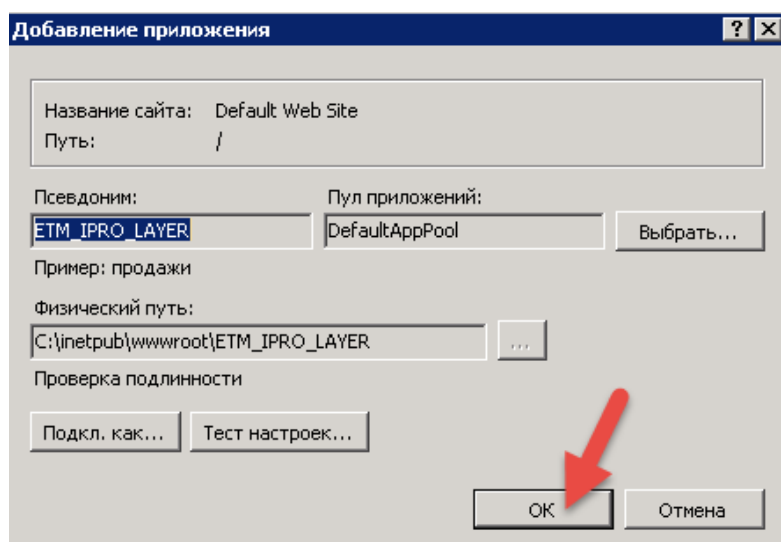 Добавление приложения
Название сайта: Default Web Site
Путь: /
Псевдоним: Пул приложений:
ETM_IPRO_LAYER DefaultAppPool Выбрать...
Пример: продажи
Физический путь:
C:\inetpub\wwwroot\ETM_IPRO_LAYER ...
Проверка подлинности
Подкл. как... Тест настроек...
ОК Отмена